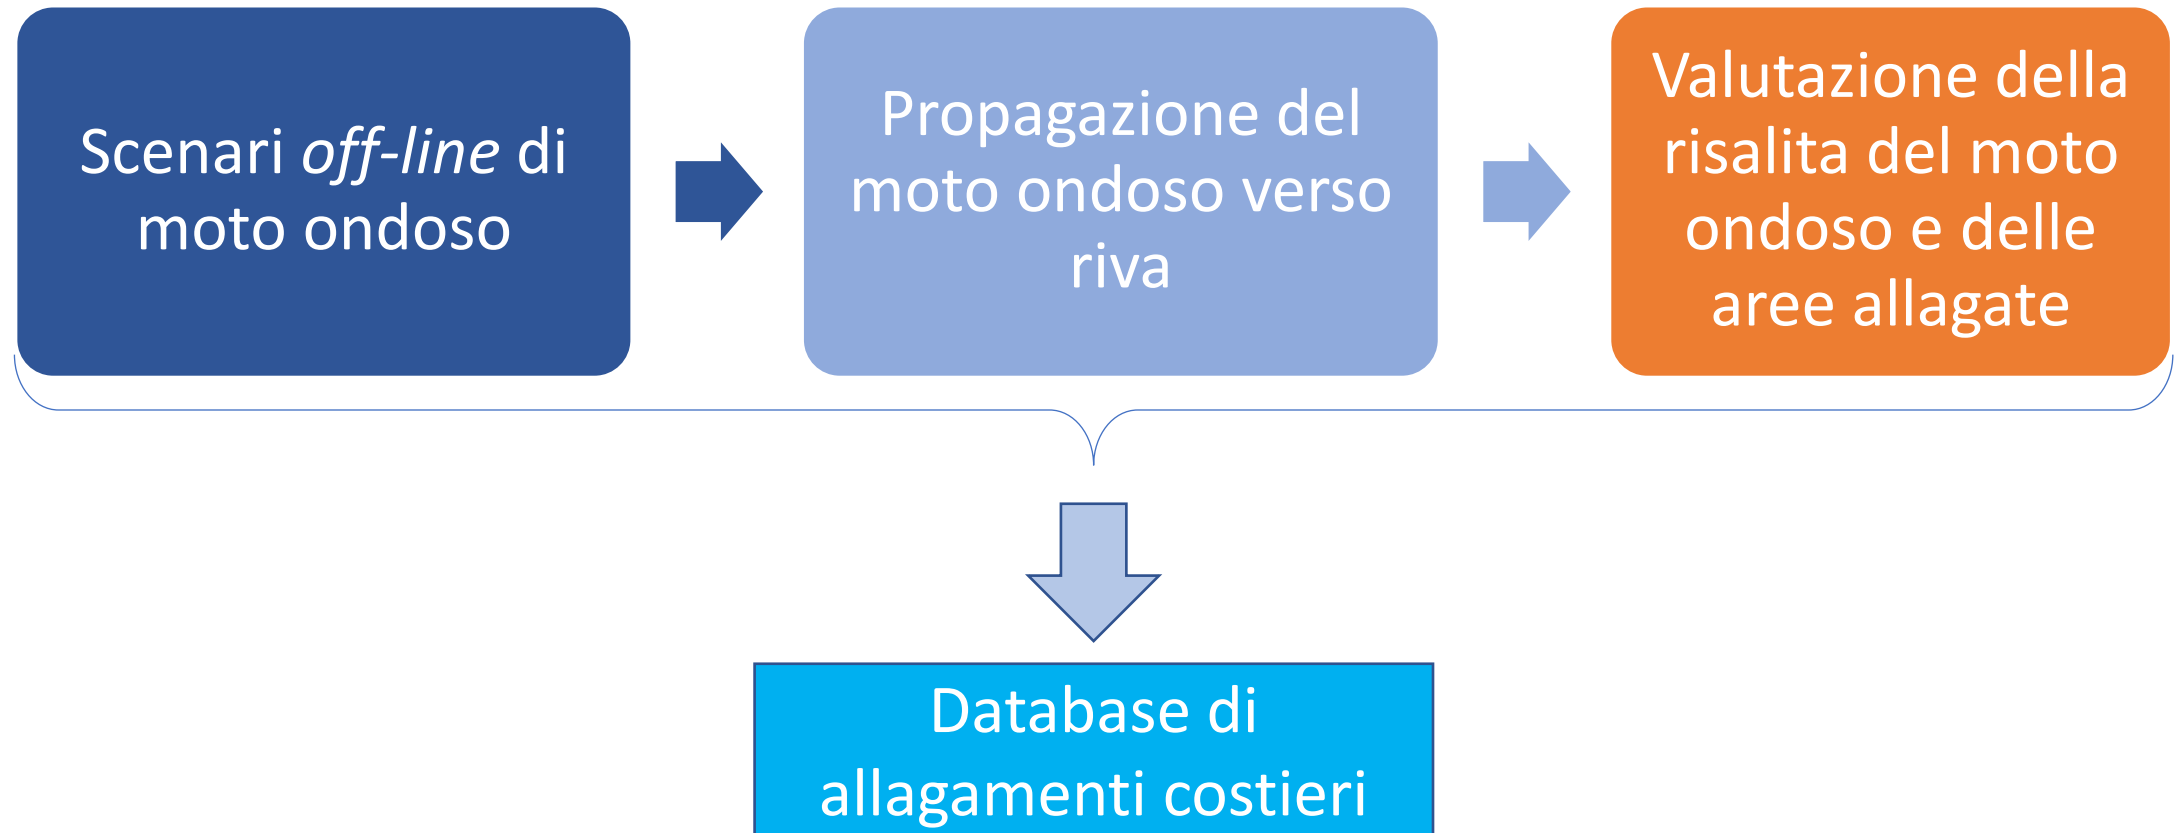 Scenari off-line di
moto ondoso
Propagazione del
moto ondoso verso
riva
Valutazione della
risalita del moto
ondoso e delle
aree allagate
Database di
allagamenti costieri